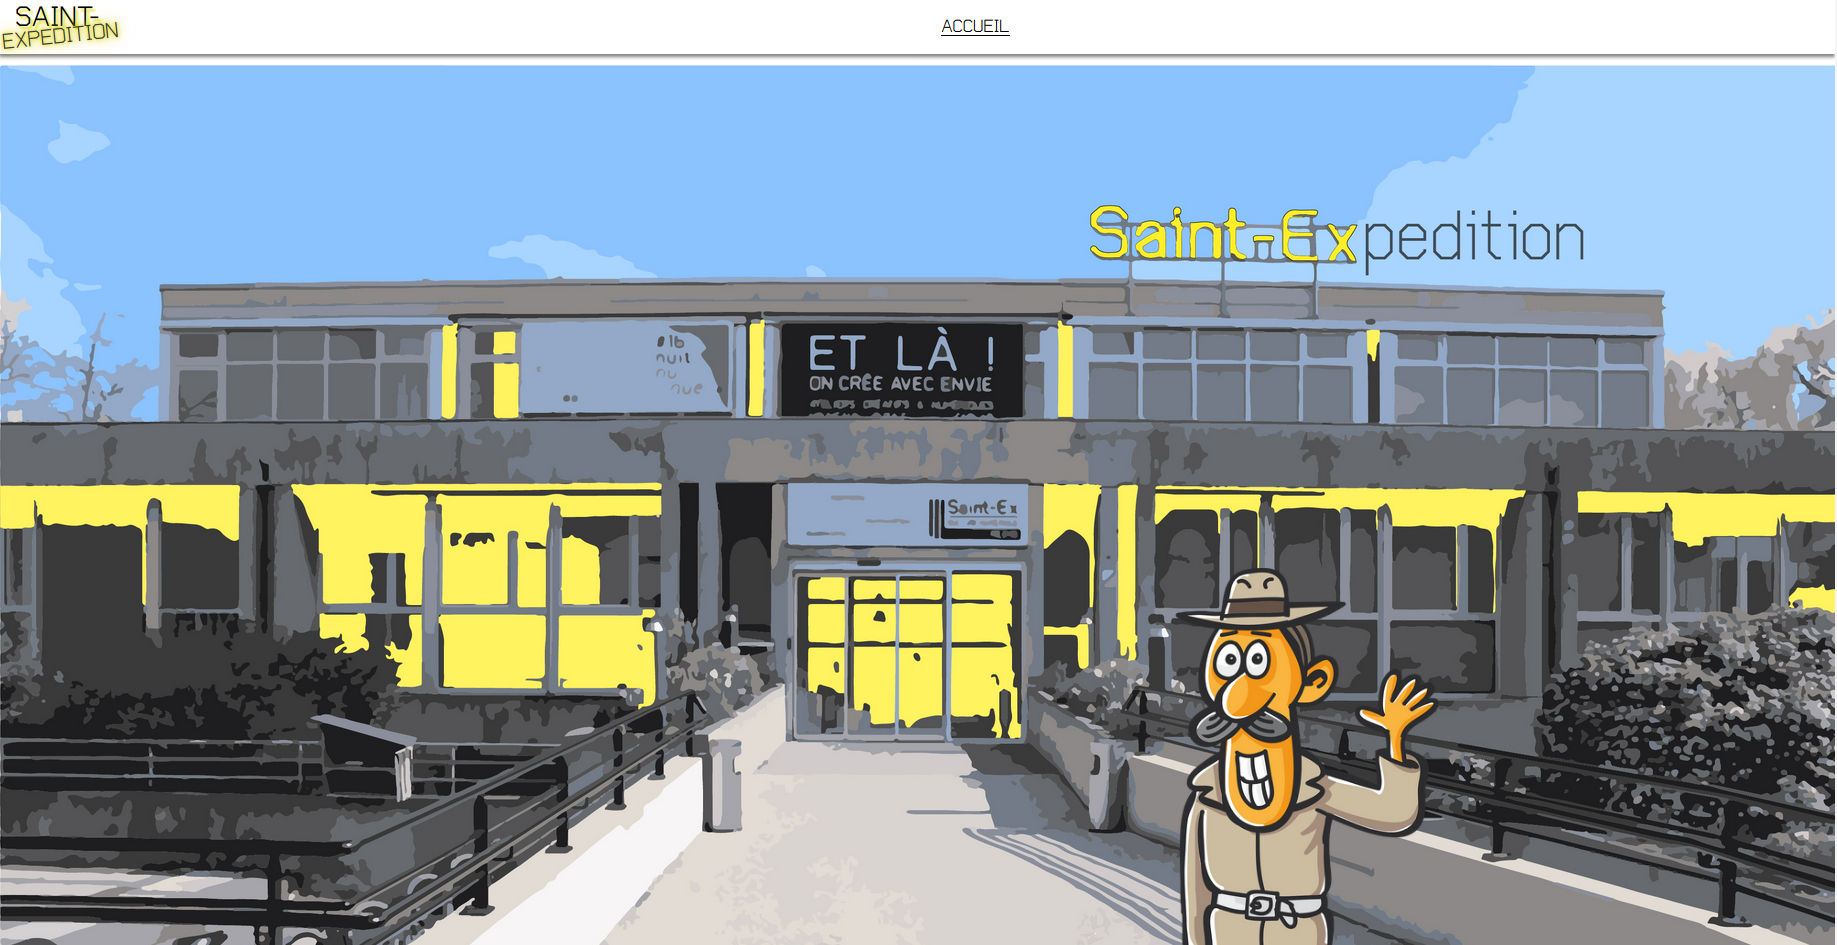 SAINT-
EXPEDITION
ACCUEIL
Saint-Expedition
ET LÀ !
ON CRÉE AVEC ENVIE
Saint-Ex